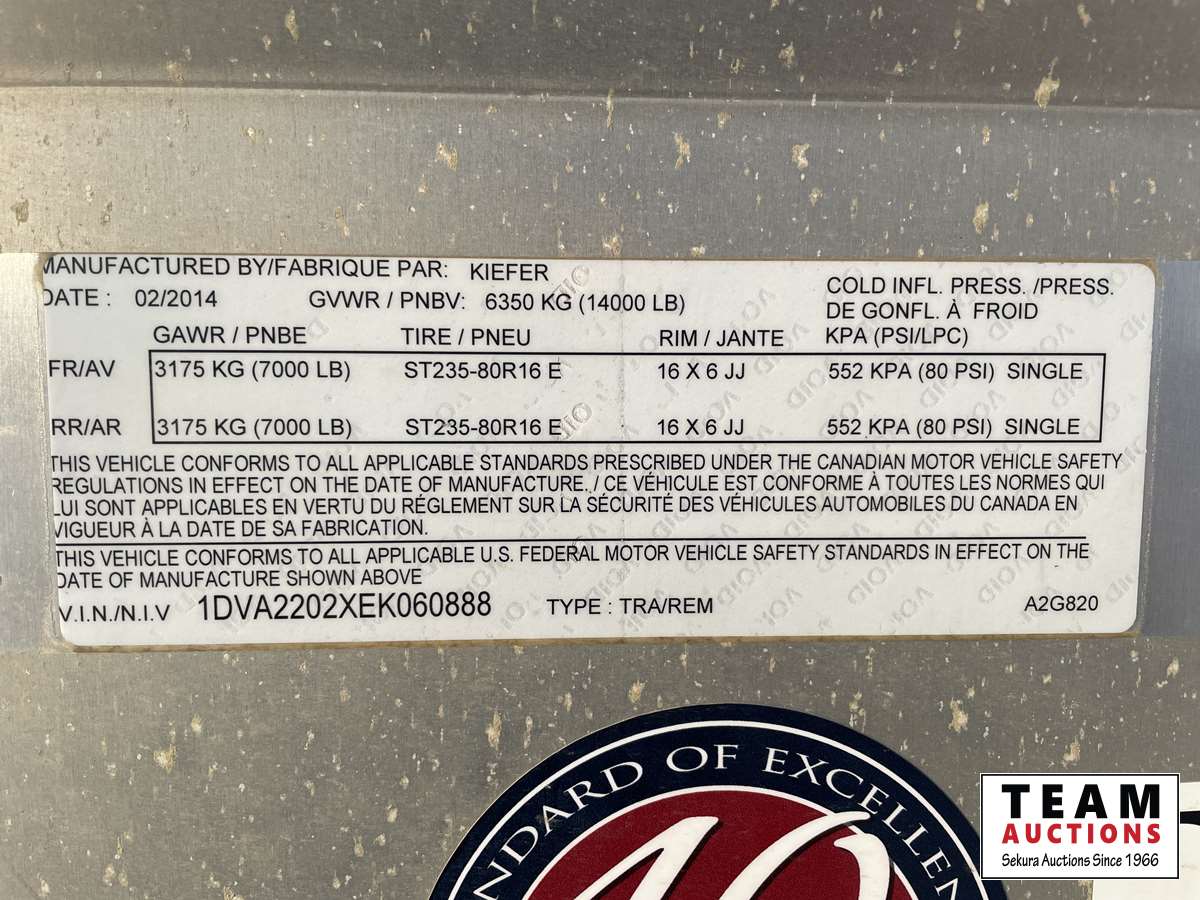 MANUFACTURED BY/FABRIQUE PAR: KIEFER
DATE : 02/2014 GVWR / PNBV: 6350 KG (14000 LB)
COLD INFL. PRESS. /PRESS.
DE GONFL. À FROID
GAWR / PNBE TIRE / PNEU RIM / JANTE KPA (PSI/LPC)
FR/AV 3175 KG (7000 LB) ST235-80R16 E 16 X 6 JJ 552 KPA (80 PSI) SINGLE
RR/AR 3175 KG (7000 LB) ST235-80R16 E 16 X 6 JJ 552 KPA (80 PSI) SINGLE
THIS VEHICLE CONFORMS TO ALL APPLICABLE STANDARDS PRESCRIBED UNDER THE CANADIAN MOTOR VEHICLE SAFETY
REGULATIONS IN EFFECT ON THE DATE OF MANUFACTURE. / CE VÉHICULE EST CONFORME À TOUTES LES NORMES QUI
LUI SONT APPLICABLES EN VERTU DU RÉGLEMENT SUR LA SÉCURITÉ DES VÉHICULES AUTOMOBILES DU CANADA EN
VIGUEUR À LA DATE DE SA FABRICATION.
THIS VEHICLE CONFORMS TO ALL APPLICABLE U.S. FEDERAL MOTOR VEHICLE SAFETY STANDARDS IN EFFECT ON THE
DATE OF MANUFACTURE SHOWN ABOVE
V.I.N./N.I.V 1DVA2202XEK060888 TYPE : TRA/REM A2G820
NDARD OF EXCELLEN
40
TEAM
AUCTIONS
Sekura Auctions Since 1966